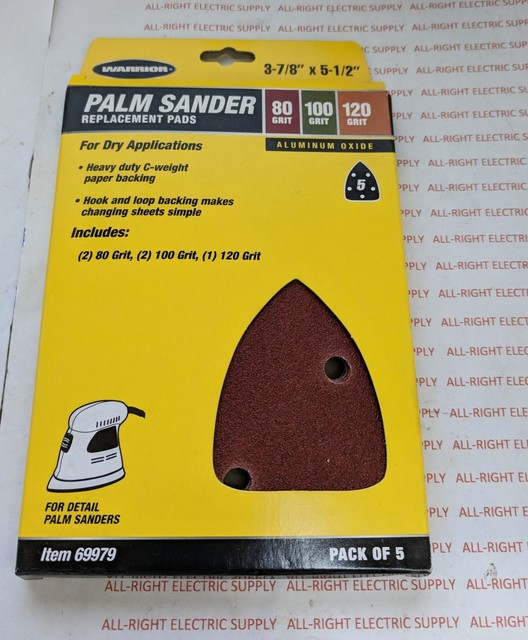 WARRIOR
3-7/8" x 5-1/2"
PALM SANDER
REPLACEMENT PADS
80 GRIT
100 GRIT
120 GRIT
ALUMINUM OXIDE
For Dry Applications
• Heavy duty C-weight
paper backing
• Hook and loop backing makes
changing sheets simple
5
Includes:
(2) 80 Grit, (2) 100 Grit, (1) 120 Grit
FOR DETAIL
PALM SANDERS
Item 69979
PACK OF 5
ALL-RIGHT ELECTRIC SUPPLY